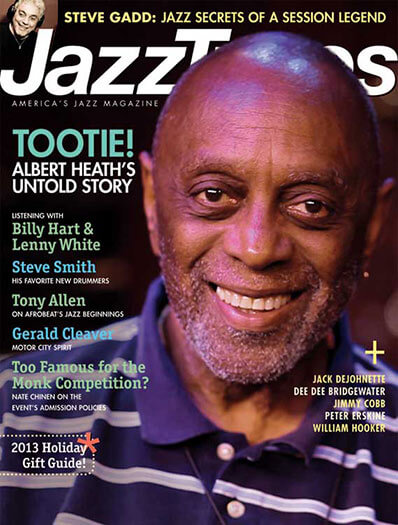 STEVE GADD: JAZZ SECRETS OF A SESSION LEGEND
JazzT es
AMERICA'S JAZZ MAGAZINE
TOOTIE!
ALBERT HEATH'S
UNTOLD STORY
LISTENING WITH
Billy Hart &
Lenny White
Steve Smith
HIS FAVORITE NEW DRUMMERS
Tony Allen
ON AFROBEAT'S JAZZ BEGINNINGS
Gerald Cleaver
MOTOR CITY SPIRIT
Too Famous for the
Monk Competition?
NATE CHINEN ON THE
EVENT'S ADMISSION POLICIES
2013 Holiday*
Gift Guide!
+
JACK DEJOHNETTE
DEE DEE BRIDGEWATER
JIMMY COBB
PETER ERSKINE
WILLIAM HOOKER